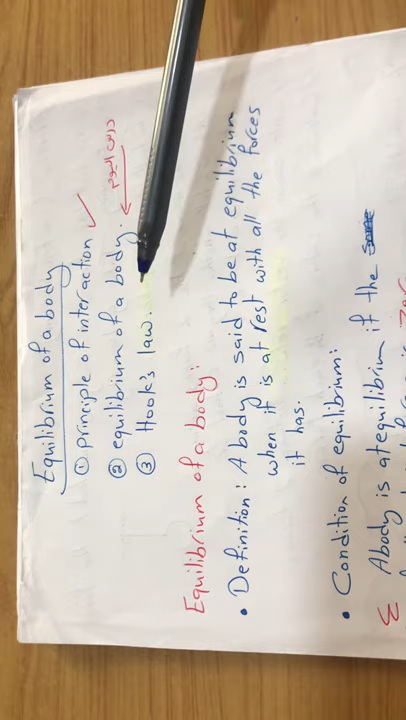 Equilibrium of a body
① principle of interaction ✓
② equilibrium of a body. ← درس اليوم
③ Hook's law.
Equilibrium of a body:
• Definition : A body is said to be at equilibrium
when it is at rest with all the forces
it has.
• Condition of equilibrium:
Σ A body is at equilibrium if the